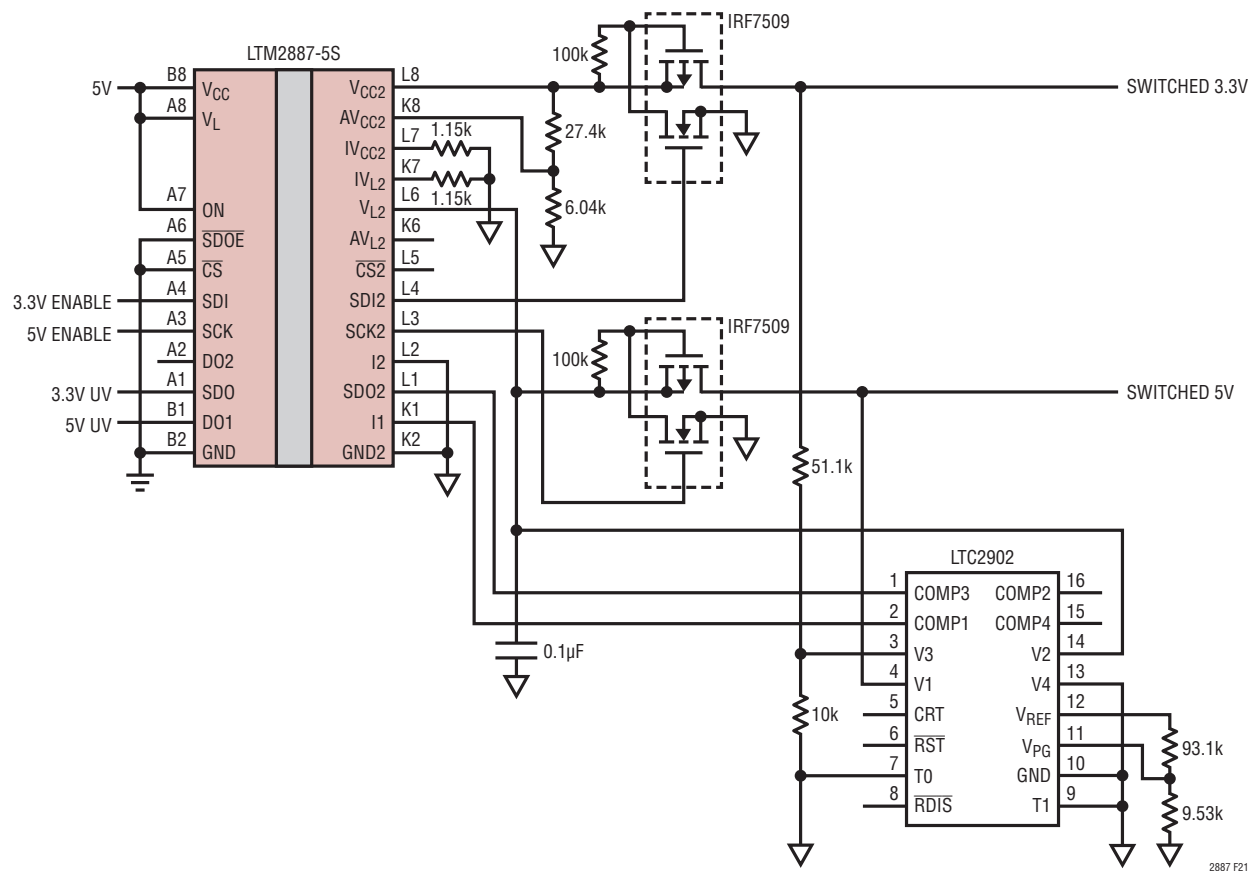 LTM2887-5S
5V
B8
VCC
A8
VL
A7
ON
A6
SDOE
A5
CS
3.3V ENABLE
A4
SDI
5V ENABLE
A3
SCK
A2
DO2
3.3V UV
A1
SDO
5V UV
B1
DO1
B2
GND
VCC2
L8
AVCC2
K8
IVCC2
L7
1.15k
IVL2
K7
1.15k
VL2
L6
AVL2
K6
CS2
L5
SDI2
L4
SCK2
L3
I2
L2
SDO2
L1
I1
K1
GND2
K2
27.4k
6.04k
100k
IRF7509
SWITCHED 3.3V
100k
IRF7509
SWITCHED 5V
51.1k
10k
0.1µF
LTC2902
1
COMP3
2
COMP1
3
V3
4
V1
5
CRT
6
RST
7
T0
8
RDIS
COMP2
16
COMP4
15
V2
14
V4
13
VREF
12
VPG
11
GND
10
T1
9
93.1k
9.53k
2887 F21